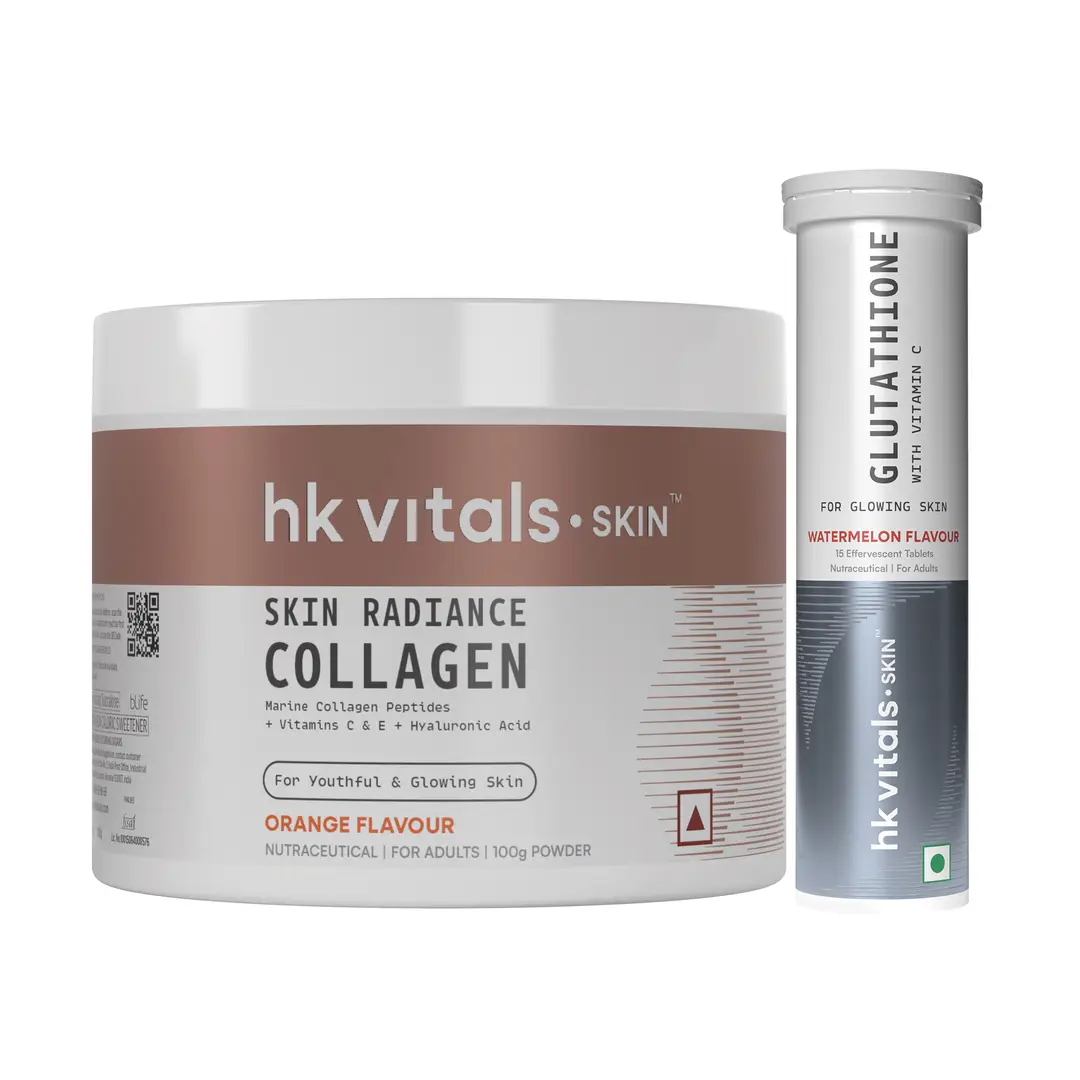 hk vitals • SKIN™
SKIN RADIANCE
COLLAGEN
Marine Collagen Peptides
+ Vitamins C & E + Hyaluronic Acid
For Youthful & Glowing Skin
ORANGE FLAVOUR
NUTRACEUTICAL | FOR ADULTS | 100g POWDER
bLife
GLUTATHIONE
WITH VITAMIN C
FOR GLOWING SKIN
WATERMELON FLAVOUR
15 Effervescent Tablets
Nutraceutical | For Adults
hk vitals • SKIN™